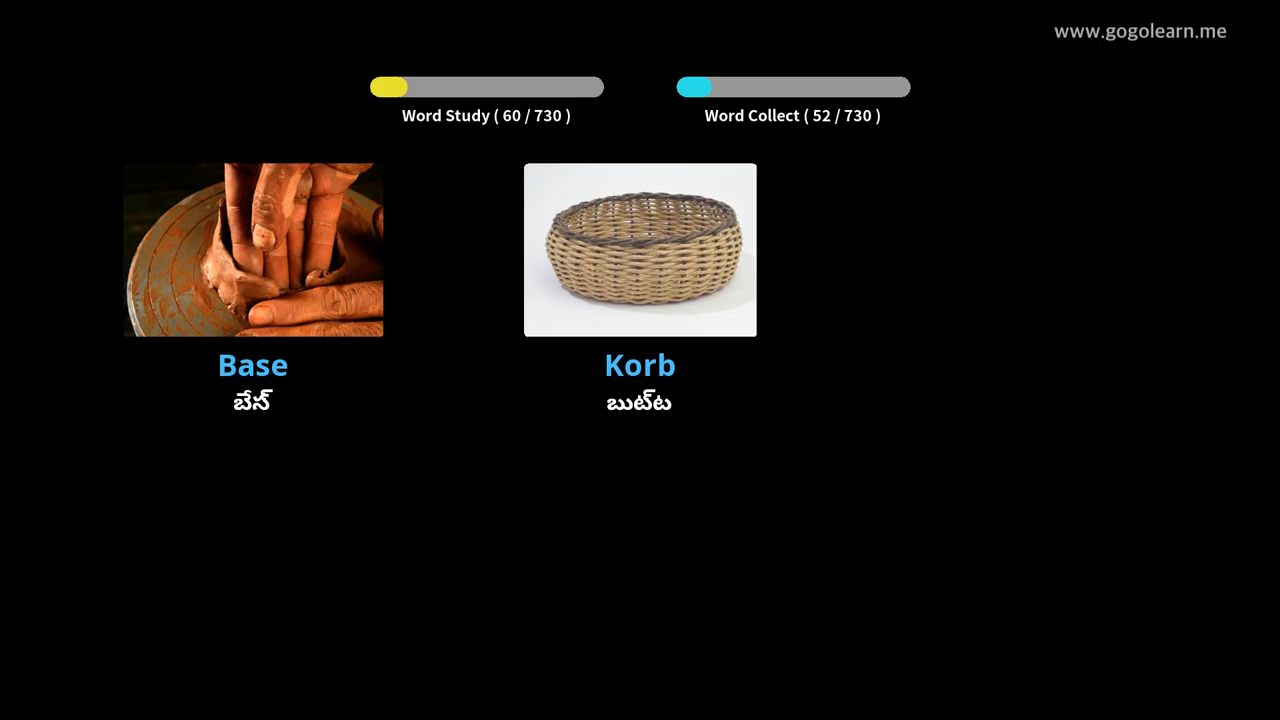 www.gogolearn.me
Word Study ( 60 / 730 )
Word Collect ( 52 / 730 )
Base
బేస్
Korb
బుట్ట